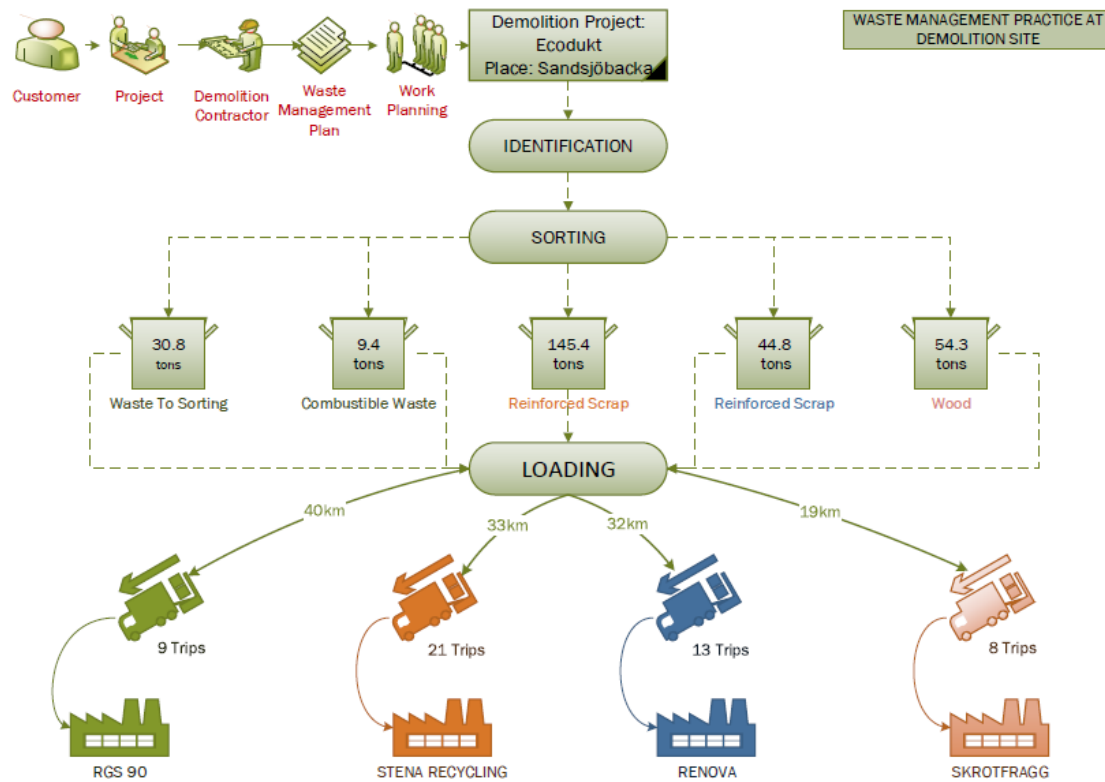 WASTE MANAGEMENT PRACTICE AT
DEMOLITION SITE
Demolition Project:
Ecodukt
Place: Sandsjöbacka
Customer
Project
Demolition
Contractor
Waste
Management
Plan
Work
Planning
IDENTIFICATION
SORTING
30.8
tons
9.4
tons
145.4
tons
44.8
tons
54.3
tons
Waste To Sorting
Combustible Waste
Reinforced Scrap
Reinforced Scrap
Wood
LOADING
40km
33km
32km
19km
9 Trips
21 Trips
13 Trips
8 Trips
RGS 90
STENA RECYCLING
RENOVA
SKROTFRAGG